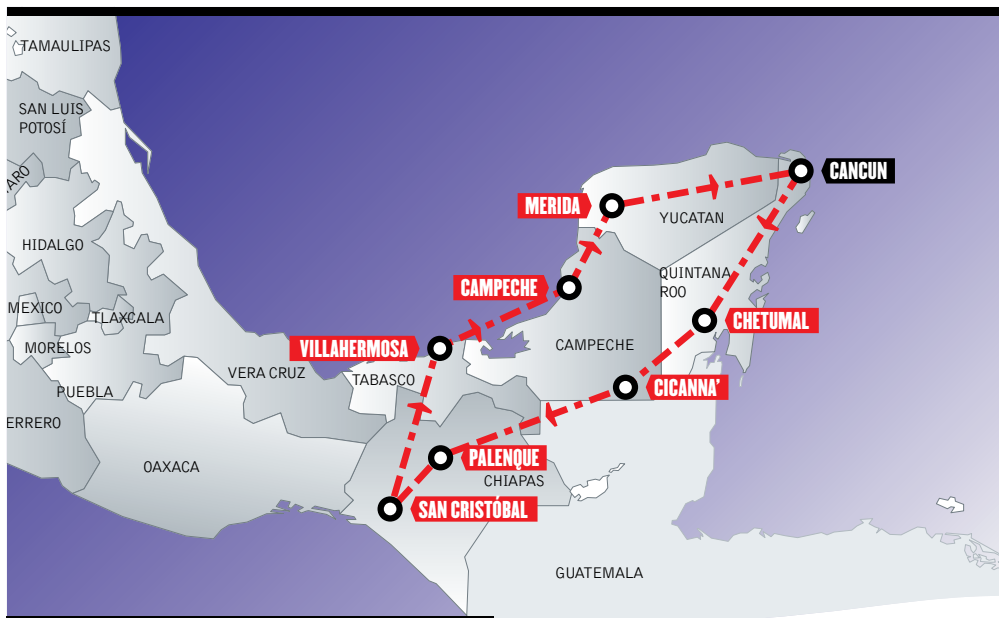 TAMAULIPAS
SAN LUIS
POTOSÍ
ARO
HIDALGO
MEXICO
TLAXCALA
MORELOS
PUEBLA
ERRERO
VERA CRUZ
OAXACA
TABASCO
CAMPECHE
YUCATAN
QUINTANA
ROO
CHIAPAS
GUATEMALA
CANCUN
MERIDA
CAMPECHE
VILLAHERMOSA
CHETUMAL
CICANNA’
PALENQUE
SAN CRISTÓBAL